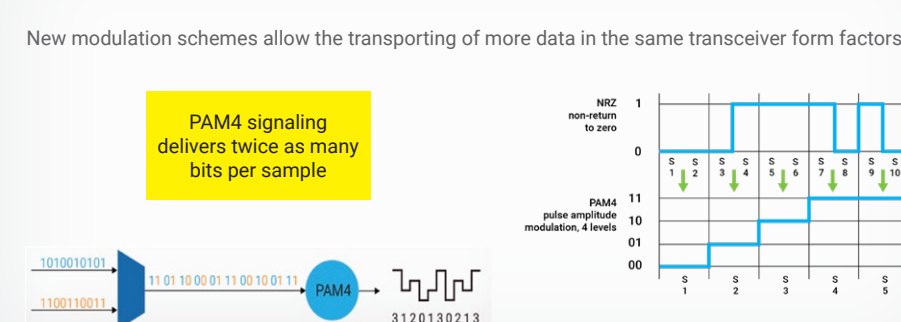 New modulation schemes allow the transporting of more data in the same transceiver form factors
PAM4 signaling
delivers twice as many
bits per sample
NRZ
non-return
to zero
1
0
S S S S S S S S S S
1 2 3 4 5 6 7 8 9 10
PAM4
pulse amplitude
modulation, 4 levels
11
10
01
00
S S S S S
1 2 3 4 5
1010010101
1100110011
11 01 10 00 01 11 00 10 01 11
PAM4
3120130213